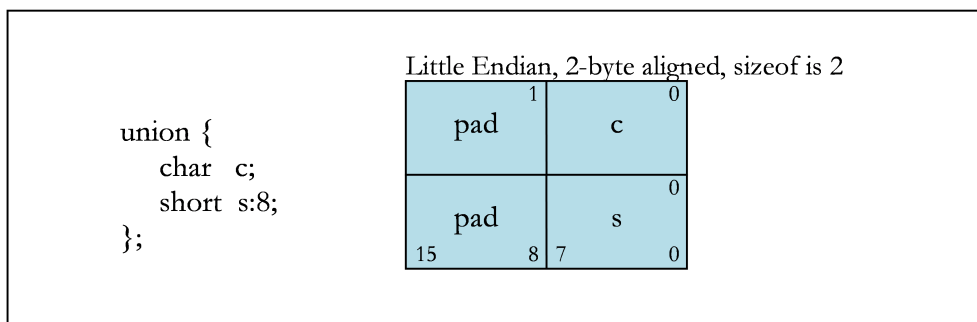 Little Endian, 2-byte aligned, sizeof is 2
union {
char c;
short s:8;
};
1 0
pad c
0
pad s
15 8 7 0